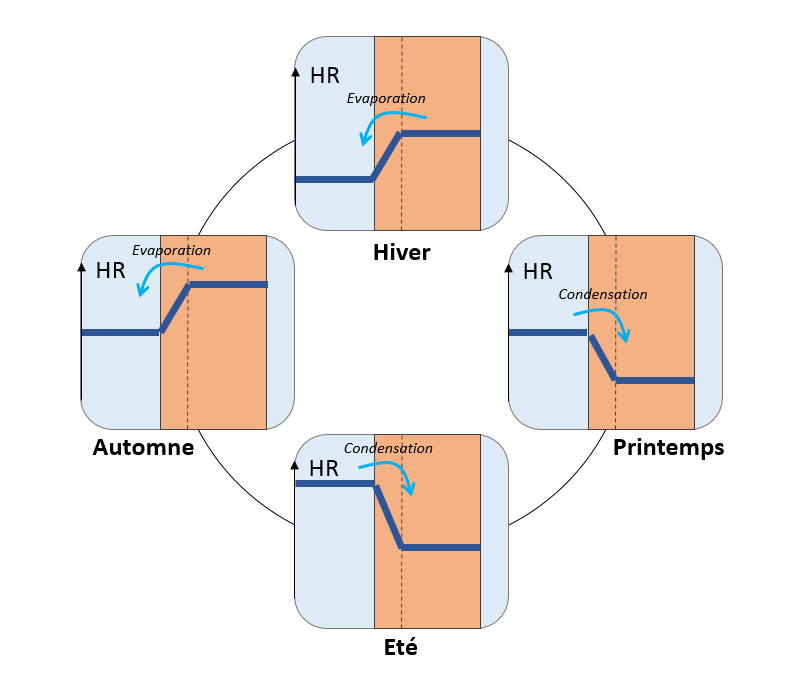 HR
Evaporation
Hiver
Evaporation
HR
Automne
HR
Condensation
Printemps
Condensation
HR
Eté